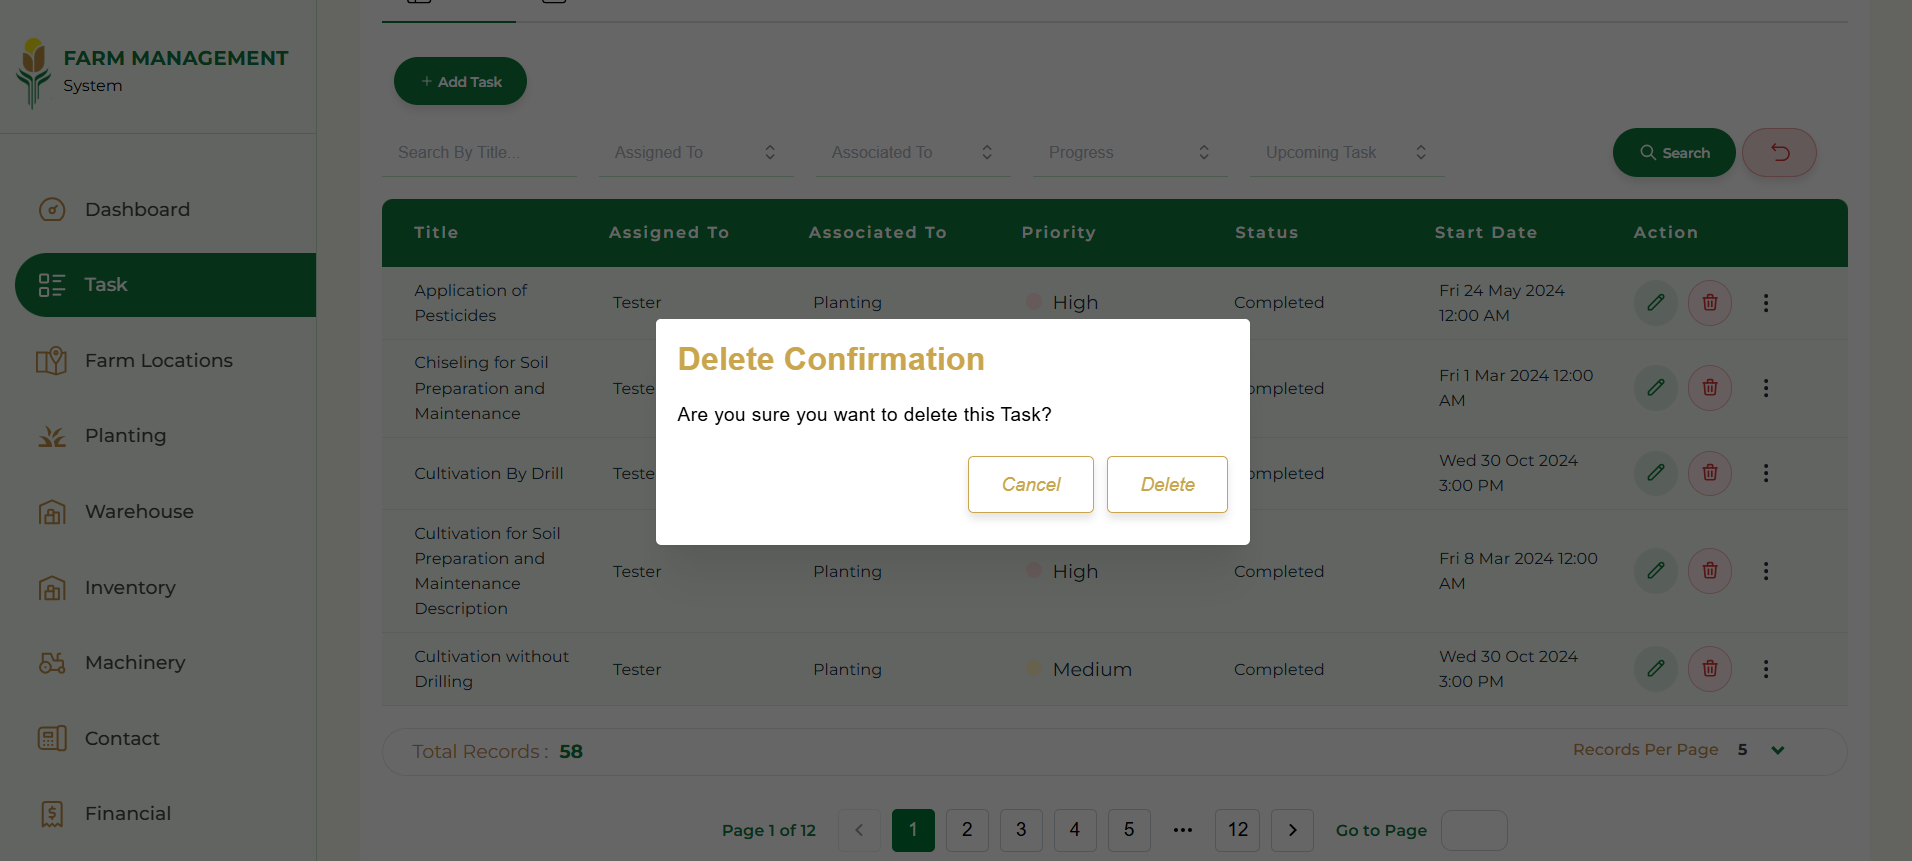 FARM MANAGEMENT
System
Dashboard
Task
Farm Locations
Planting
Warehouse
Inventory
Machinery
Contact
Financial
+ Add Task
Search By Title... Assigned To Associated To Progress Upcoming Task Search
Title Assigned To Associated To Priority Status Start Date Action
Application of
Pesticides
Tester Planting High Completed
Fri 24 May 2024
12:00 AM
Chiseling for Soil
Preparation and
Maintenance
Fri 1 Mar 2024 12:00
AM
Cultivation By Drill
Wed 30 Oct 2024
3:00 PM
Delete Confirmation
Are you sure you want to delete this Task?
Cancel Delete
Cultivation for Soil
Preparation and
Maintenance
Description
Tester Planting High Completed
Fri 8 Mar 2024 12:00
AM
Cultivation without
Drilling
Tester Planting Medium Completed
Wed 30 Oct 2024
3:00 PM
Total Records : 58 Records Per Page 5
Page 1 of 12 < 1 2 3 4 5 ••• 12 > Go to Page